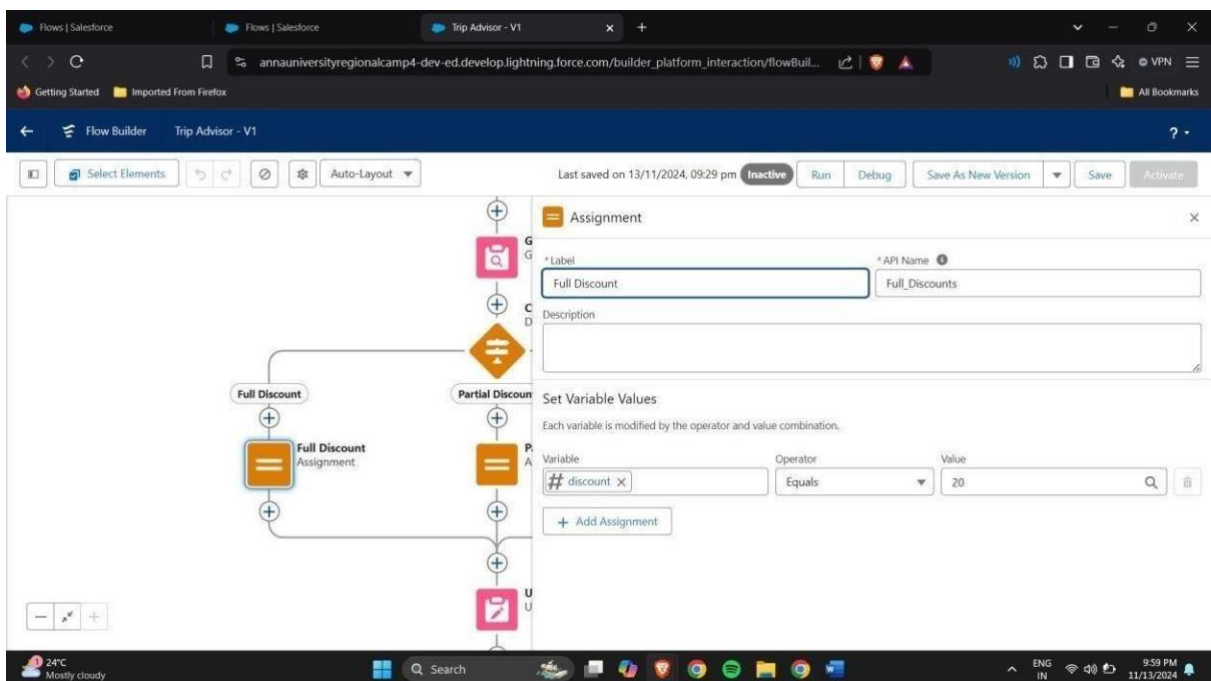 Flows | Salesforce
Flows | Salesforce
Trip Advisor - V1
annauniversityregionalcamp4-dev-ed.develop.lightning.force.com/builder_platform_interaction/flowBuil...
VPN
Getting Started
Imported From Firefox
All Bookmarks
Flow Builder
Trip Advisor - V1
?
Select Elements
Auto-Layout
Last saved on 13/11/2024, 09:29 pm
Inactive
Run
Debug
Save As New Version
Save
Activate
Assignment
* Label
* API Name
Full Discount
Full_Discounts
Description
Full Discount
Partial Discoun
Full Discount
Assignment
Set Variable Values
Each variable is modified by the operator and value combination.
Variable
Operator
Value
discount
Equals
20
+ Add Assignment
G
G
C
D
P
A
U
U
24°C
Mostly cloudy
Search
ENG
IN
9:59 PM
11/13/2024